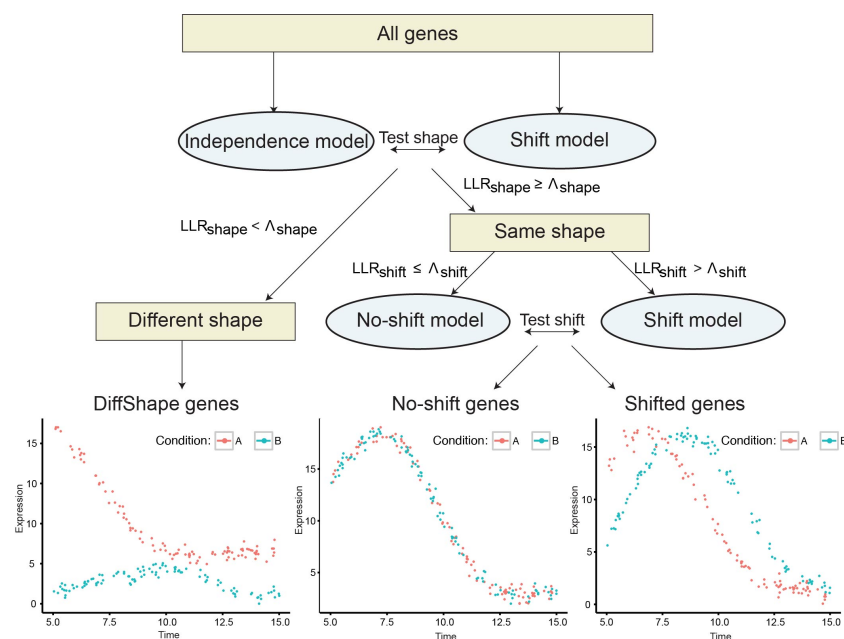 All genes
Independence model
Test shape
Shift model
LLRshape ≥ Λshape
LLRshape < Λshape
Same shape
LLRshift ≤ Λshift
LLRshift > Λshift
Different shape
No-shift model
Test shift
Shift model
DiffShape genes
No-shift genes
Shifted genes
Condition: A B
15
10
10
5
0
Expression
5.0 7.5 10.0 12.5 15.0
Time
Condition: A B
15
10
5
Expression
5.0 7.5 10.0 12.5 15.0
Time
Condition: A B
15
10
5
0
Expression
5.0 7.5 10.0 12.5 15.0
Time